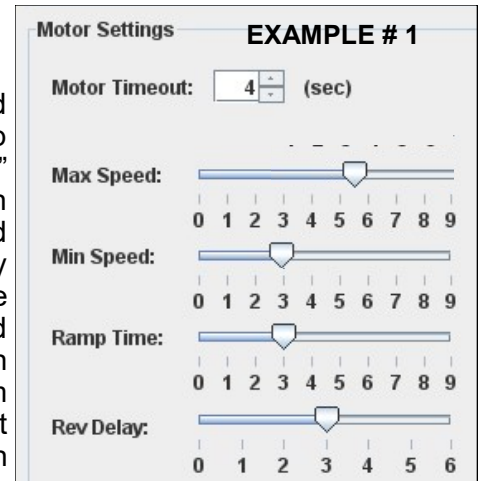 Motor Settings
EXAMPLE # 1
Motor Timeout: 4 (sec)
Max Speed:
0 1 2 3 4 5 6 7 8 9
Min Speed:
0 1 2 3 4 5 6 7 8 9
Ramp Time:
0 1 2 3 4 5 6 7 8 9
Rev Delay:
0 1 2 3 4 5 6